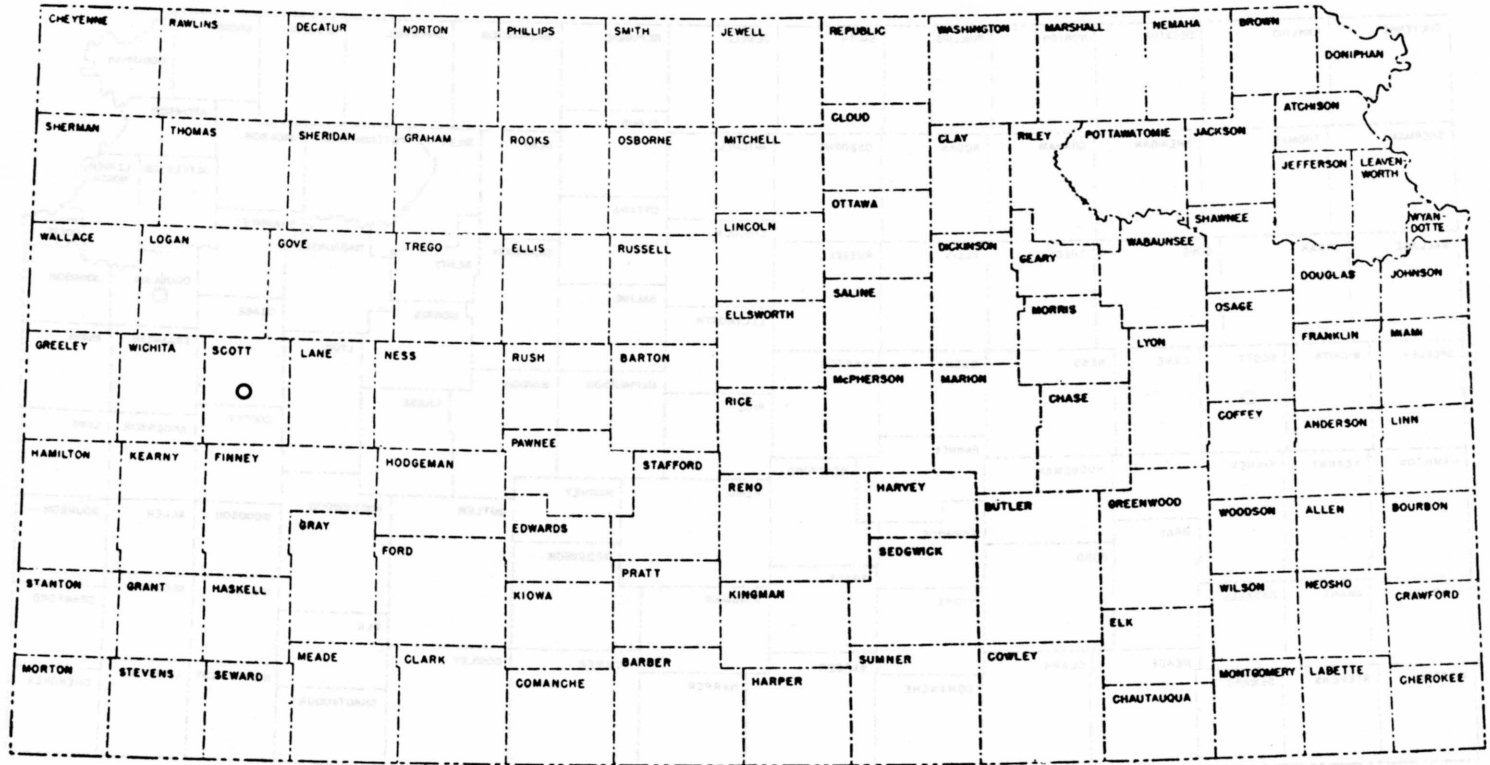 CHEYENNE
RAWLINS
DECATUR
NORTON
PHILLIPS
SMITH
JEWELL
REPUBLIC
WASHINGTON
MARSHALL
NEMAHA
BROWN
DONIPHAN
SHERMAN
THOMAS
SHERIDAN
GRAHAM
ROOKS
OSBORNE
MITCHELL
CLOUD
CLAY
RILEY
POTTAWATOMIE
JACKSON
ATCHISON
JEFFERSON
LEAVEN
WORTH
WALLACE
LOGAN
GOVE
TREGO
ELLIS
RUSSELL
LINCOLN
OTTAWA
DICKINSON
GEARY
WABAUNSEE
SHAWNEE
WYAN
DOTTE
DOUGLAS
JOHNSON
GREELEY
WICHITA
SCOTT
LANE
NESS
RUSH
BARTON
ELLSWORTH
SALINE
MORRIS
LYON
OSAGE
FRANKLIN
MIAMI
RICE
McPHERSON
MARION
CHASE
COFFEY
ANDERSON
LINN
HAMILTON
KEARNY
FINNEY
HODGEMAN
PAWNEE
STAFFORD
RENO
HARVEY
BUTLER
GREENWOOD
WOODSON
ALLEN
BOURBON
GRAY
FORD
EDWARDS
PRATT
SEDGWICK
STANTON
GRANT
HASKELL
KIOWA
KINGMAN
ELK
WILSON
NEOSHO
CRAWFORD
MORTON
STEVENS
SEWARD
MEADE
CLARK
COMANCHE
BARBER
HARPER
SUMNER
COWLEY
CHAUTAUQUA
MONTGOMERY
LABETTE
CHEROKEE